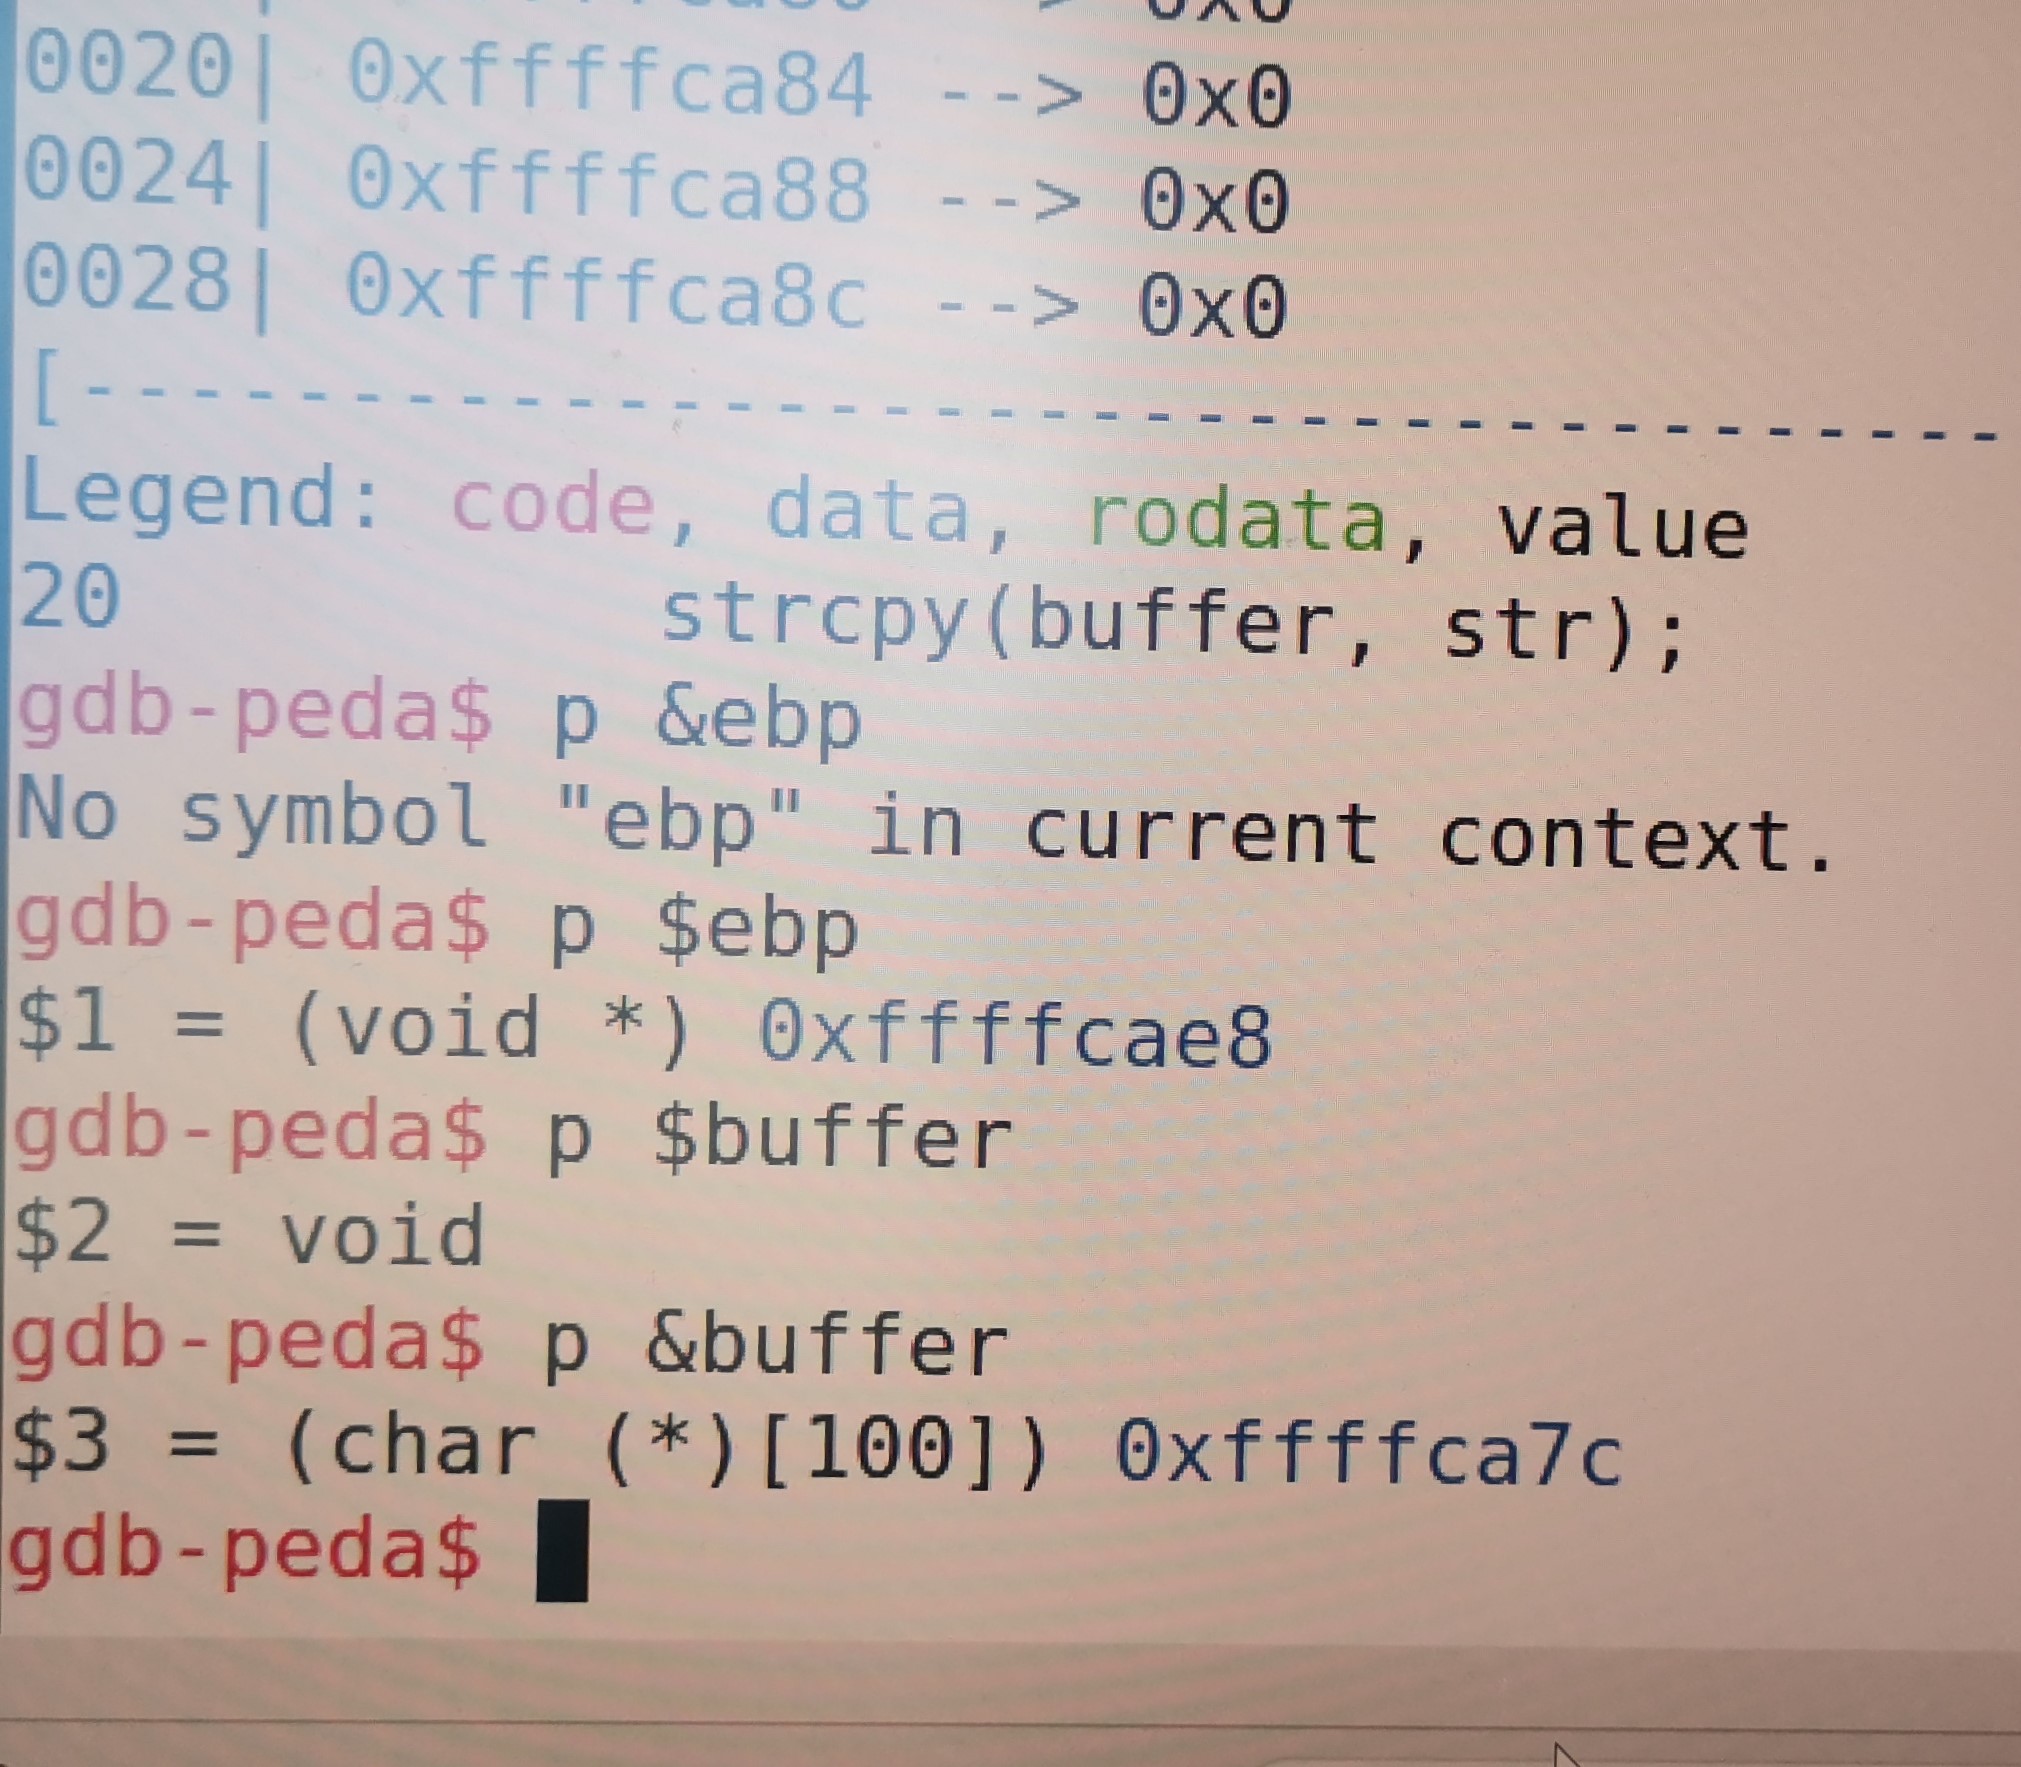 0020| 0xffffca84 --> 0x0
0024| 0xffffca88 --> 0x0
0028| 0xffffca8c --> 0x0
[-------------------------------------
Legend: code, data, rodata, value
20          strcpy(buffer, str);
gdb-peda$ p &ebp
No symbol "ebp" in current context.
gdb-peda$ p $ebp
$1 = (void *) 0xffffcae8
gdb-peda$ p $buffer
$2 = void
gdb-peda$ p &buffer
$3 = (char (*)[100]) 0xffffca7c
gdb-peda$